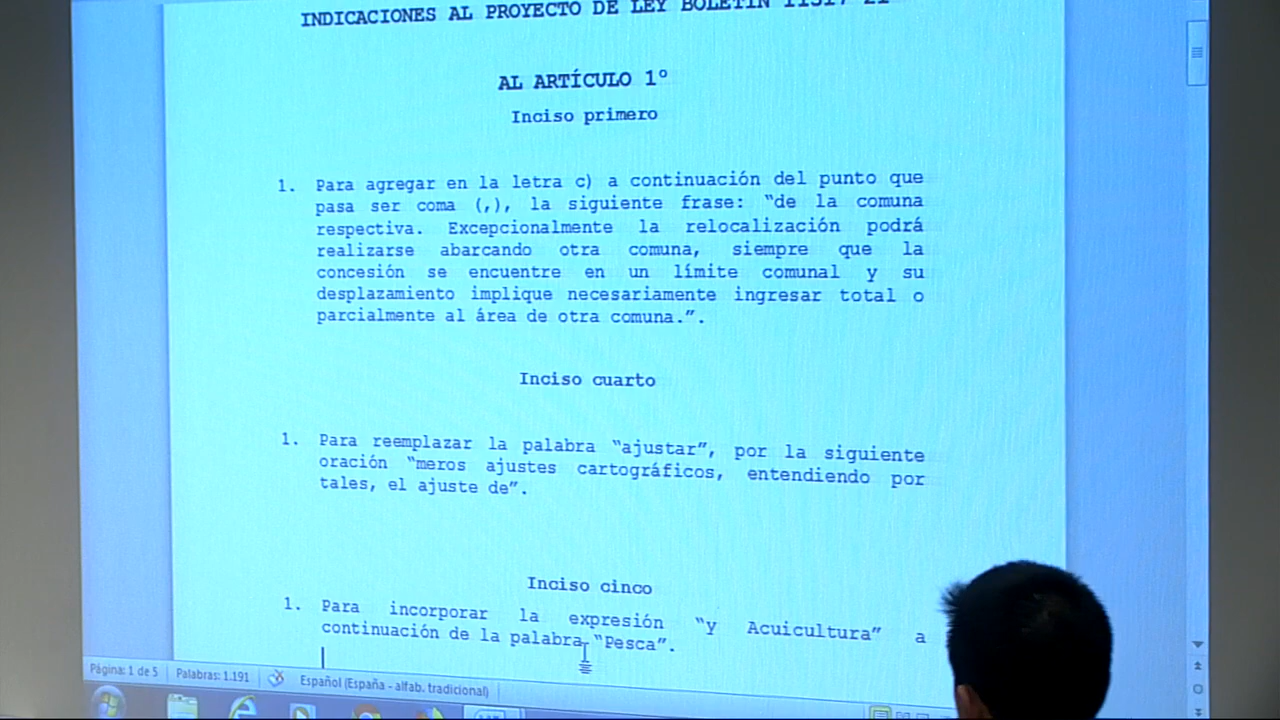 INDICACIONES AL PROYECTO DE LEY BOLETÍN
AL ARTÍCULO 1º
Inciso primero
1. Para agregar en la letra c) a continuación del punto que
pasa ser coma (,), la siguiente frase: “de la comuna
respectiva. Excepcionalmente la relocalización podrá
realizarse abarcando otra comuna, siempre que la
concesión se encuentre en un límite comunal y su
desplazamiento implique necesariamente ingresar total o
parcialmente al área de otra comuna.”.
Inciso cuarto
1. Para reemplazar la palabra “ajustar”, por la siguiente
oración “meros ajustes cartográficos, entendiendo por
tales, el ajuste de”.
Inciso cinco
1. Para incorporar la expresión “y Acuicultura” a
continuación de la palabra “Pesca”.
Página: 1 de 5 Palabras: 1.191 Español (España - alfab. tradicional)